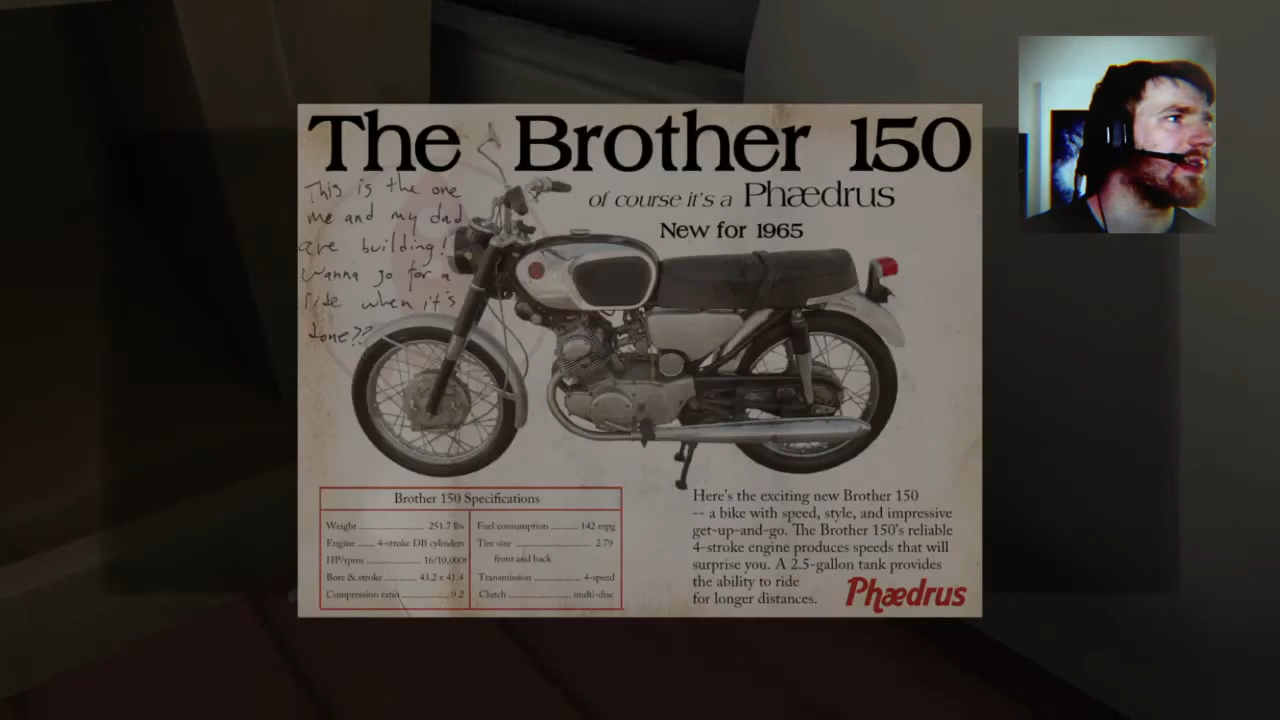 The Brother 150
of course it's a Phædrus
New for 1965
This is the one
me and my dad
are building!
Wanna go for a
ride when it's
done??
Brother 150 Specifications
Weight .......................... 251.7 lbs
Engine ...... 4-stroke DB cylinders
HP/rpms ................... 16/10,000s
Bore & stroke ........... 43.2 x 41.4
Compression ratio ................ 9.2
Fuel consumption .......... 142 mpg
Tire size .............................. 2.79
front and back
Transmission .................. 4-speed
Clutch ........................ multi-disc
Here's the exciting new Brother 150
-- a bike with speed, style, and impressive
get-up-and-go. The Brother 150's reliable
4-stroke engine produces speeds that will
surprise you. A 2.5-gallon tank provides
the ability to ride
for longer distances.
Phædrus